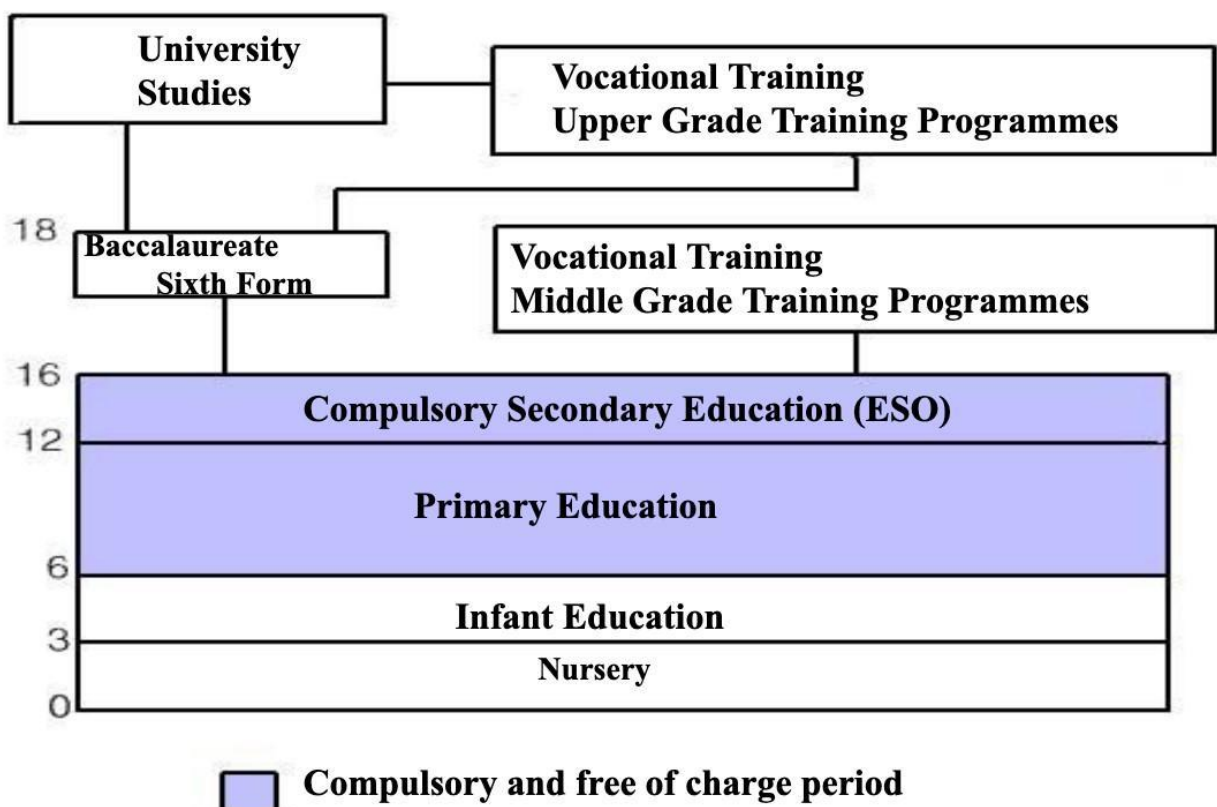 University
Studies
Vocational Training
Upper Grade Training Programmes
18
Baccalaureate
Sixth Form
Vocational Training
Middle Grade Training Programmes
16
Compulsory Secondary Education (ESO)
12
Primary Education
6
Infant Education
3
Nursery
0
Compulsory and free of charge period